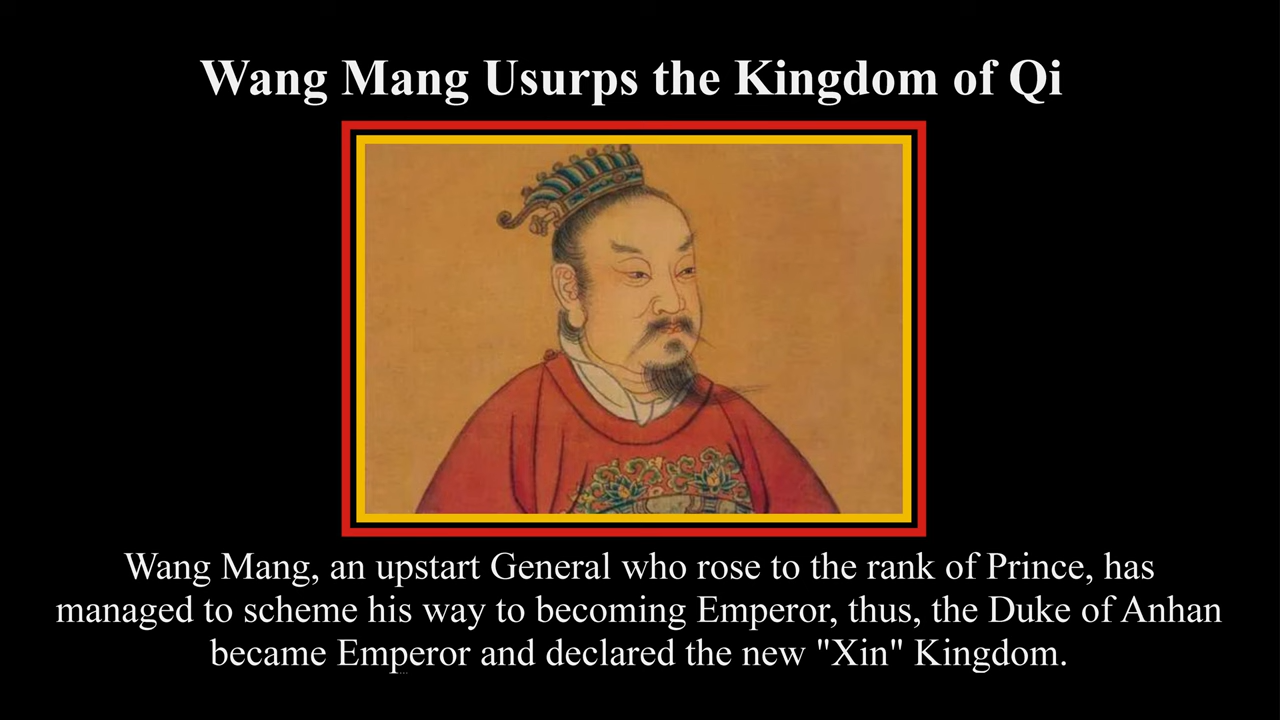 Wang Mang Usurps the Kingdom of Qi
Wang Mang, an upstart General who rose to the rank of Prince, has
managed to scheme his way to becoming Emperor, thus, the Duke of Anhan
became Emperor and declared the new "Xin" Kingdom.